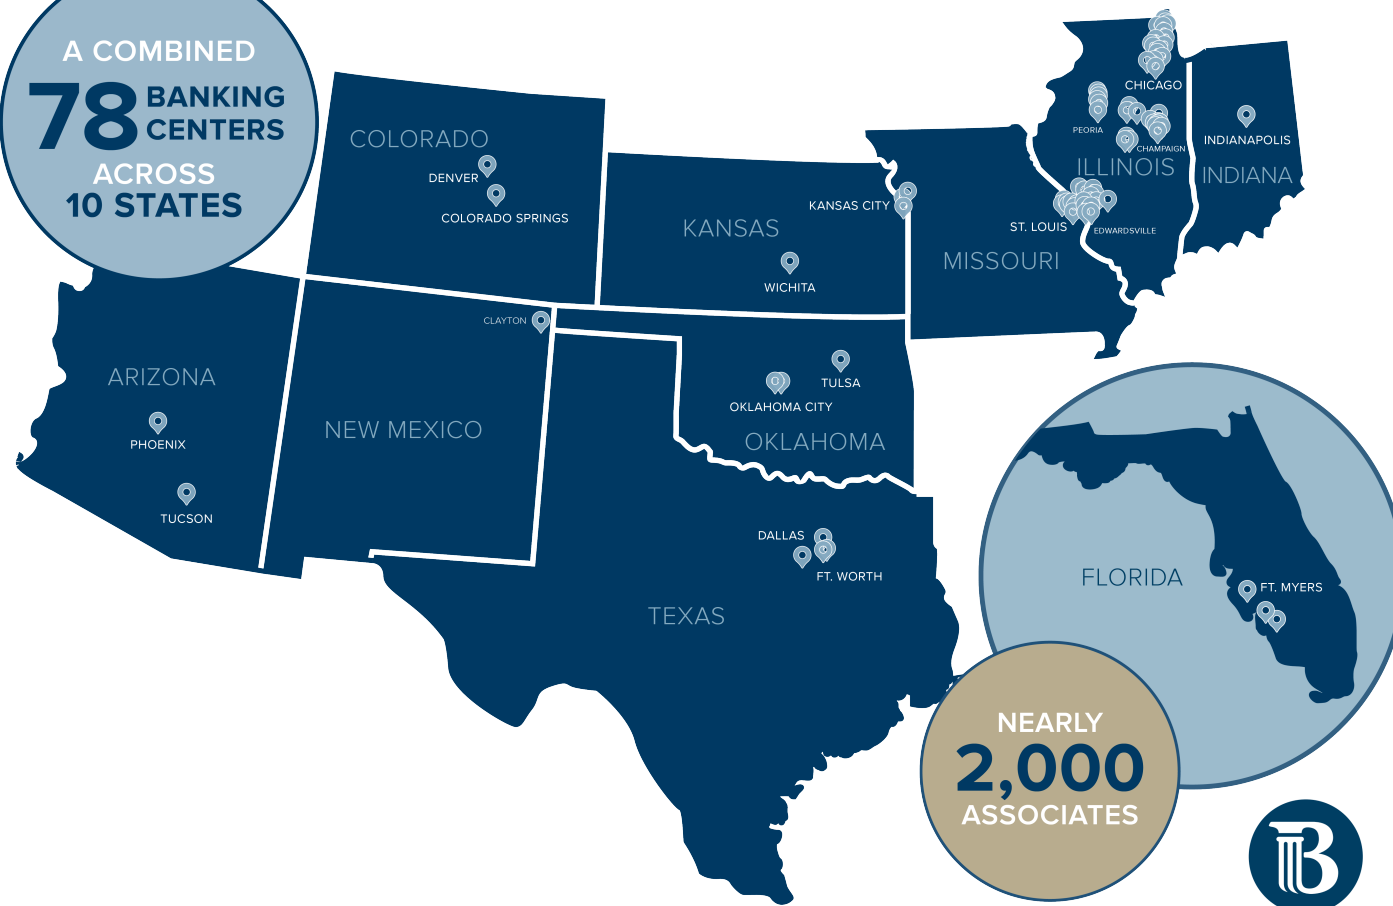 A COMBINED
78 BANKING
CENTERS
ACROSS
10 STATES
COLORADO
DENVER
COLORADO SPRINGS
KANSAS
KANSAS CITY
WICHITA
CHICAGO
PEORIA
CHAMPAIGN
ILLINOIS
INDIANAPOLIS
INDIANA
ST. LOUIS
EDWARDSVILLE
MISSOURI
CLAYTON
ARIZONA
PHOENIX
TUCSON
NEW MEXICO
TULSA
OKLAHOMA CITY
OKLAHOMA
DALLAS
FT. WORTH
TEXAS
FLORIDA
FT. MYERS
NEARLY
2,000
ASSOCIATES
B